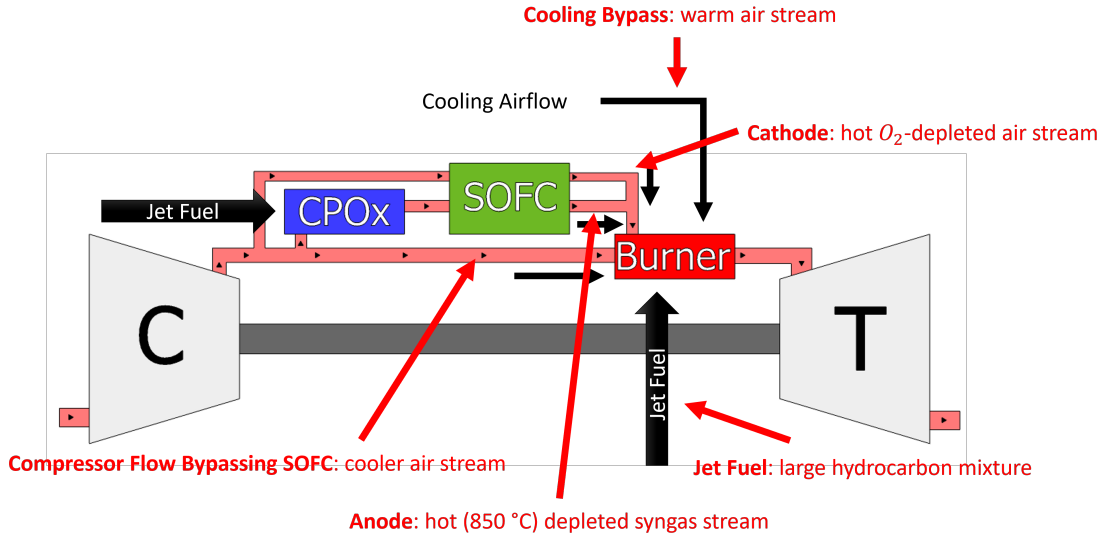 Cooling Bypass: warm air stream
Cooling Airflow
Cathode: hot O₂-depleted air stream
SOFC
Jet Fuel
CPOx
Burner
C
T
Jet Fuel
Compressor Flow Bypassing SOFC: cooler air stream
Jet Fuel: large hydrocarbon mixture
Anode: hot (850 °C) depleted syngas stream